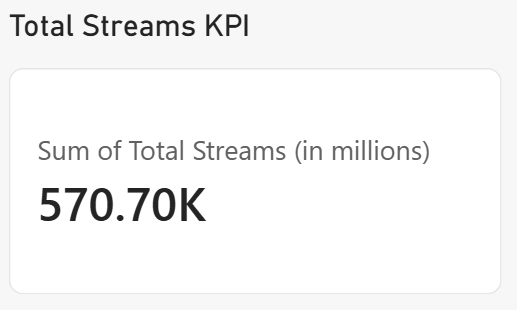 Total Streams KPI
Sum of Total Streams (in millions)
570.70K